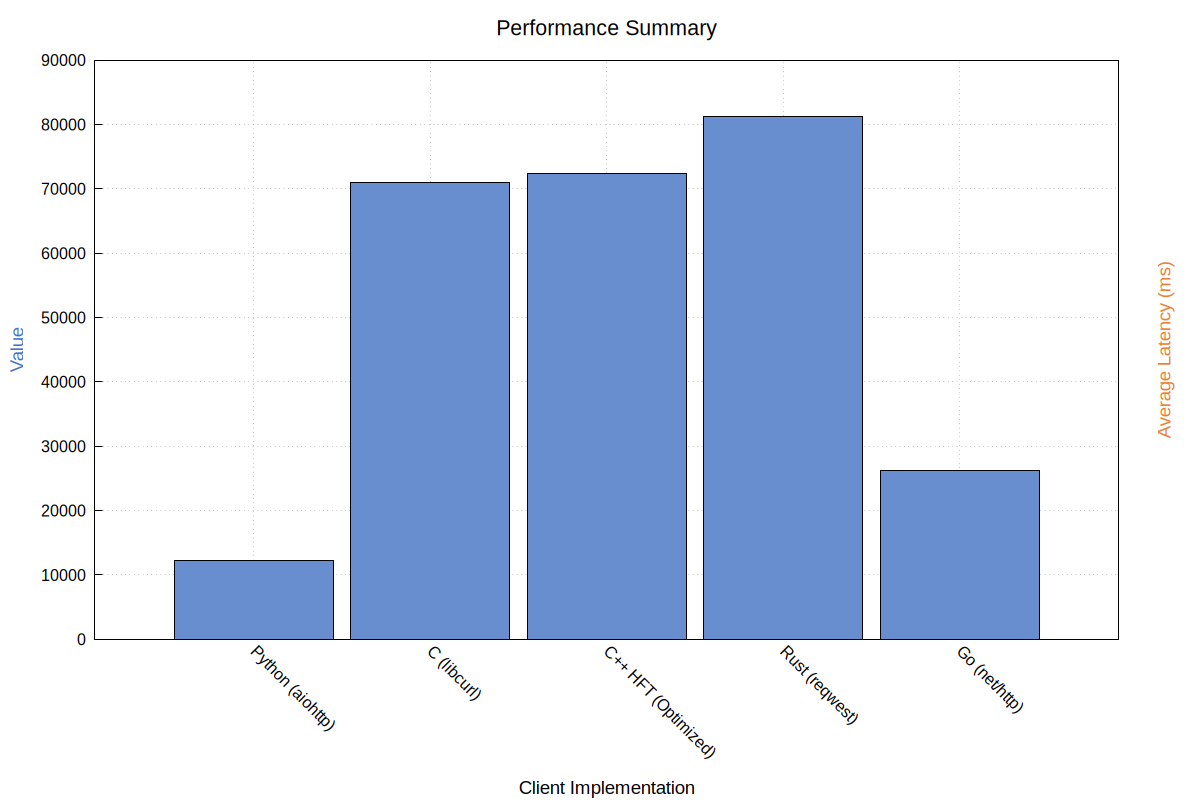 Performance Summary
90000
80000
70000
60000
50000
40000
30000
20000
10000
0
Value
Average Latency (ms)
Python (aiohttp)
C (libcurl)
C++ HFT (Optimized)
Rust (reqwest)
Go (net/http)
Client Implementation